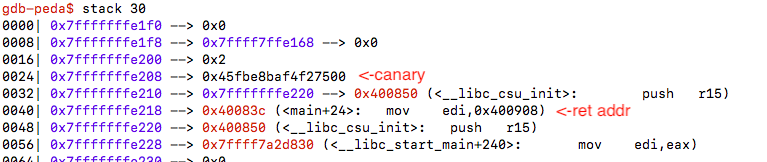 gdb-peda$ stack 30
0000| 0x7fffffffe1f0 --> 0x0
0008| 0x7fffffffe1f8 --> 0x7ffff7ffe168 --> 0x0
0016| 0x7fffffffe200 --> 0x2
0024| 0x7fffffffe208 --> 0x45fbe8baf4f27500 <-canary
0032| 0x7fffffffe210 --> 0x7fffffffe220 --> 0x400850 (<__libc_csu_init>: push r15)
0040| 0x7fffffffe218 --> 0x40083c (<main+24>: mov edi,0x400908) <-ret addr
0048| 0x7fffffffe220 --> 0x400850 (<__libc_csu_init>: push r15)
0056| 0x7fffffffe228 --> 0x7ffff7a2d830 (<__libc_start_main+240>: mov edi,eax)
0064| 0x7fffffffe230 --> 0x0